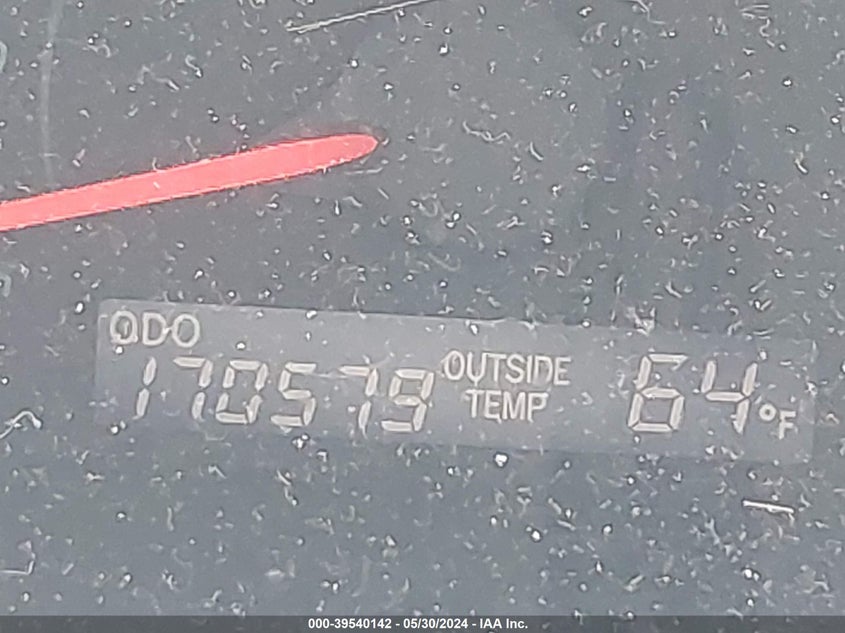 ODO
170579 OUTSIDE TEMP 64°F
000-39540142 - 05/30/2024 - IAA Inc.